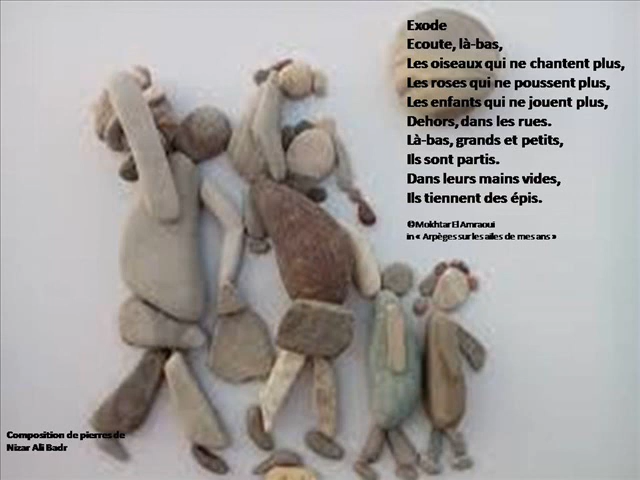 Exode
Ecoute, là-bas,
Les oiseaux qui ne chantent plus,
Les roses qui ne poussent plus,
Les enfants qui ne jouent plus,
Dehors, dans les rues.
Là-bas, grands et petits,
Ils sont partis.
Dans leurs mains vides,
Ils tiennent des épis.
©Mokhtar El Amraoui
in « Arpèges sur les ailes de mes ans »
Composition de pierres de
Nizar Ali Badr